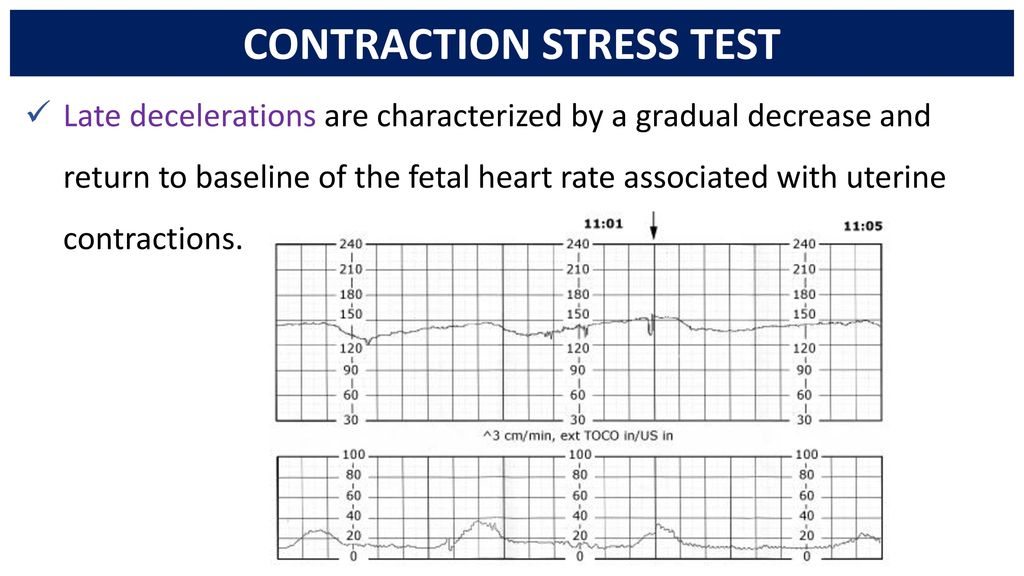 CONTRACTION STRESS TEST
✓ Late decelerations are characterized by a gradual decrease and
return to baseline of the fetal heart rate associated with uterine
contractions.
11:01 11:05
240 240 240
210 210 210
180 180 180
150 150 150
120 120 120
90 90 90
60 60 60
30 30 30
^3 cm/min, ext TOCO in/US in
100 100 100
80 80 80
60 60 60
40 40 40
20 20 20
0 0 0